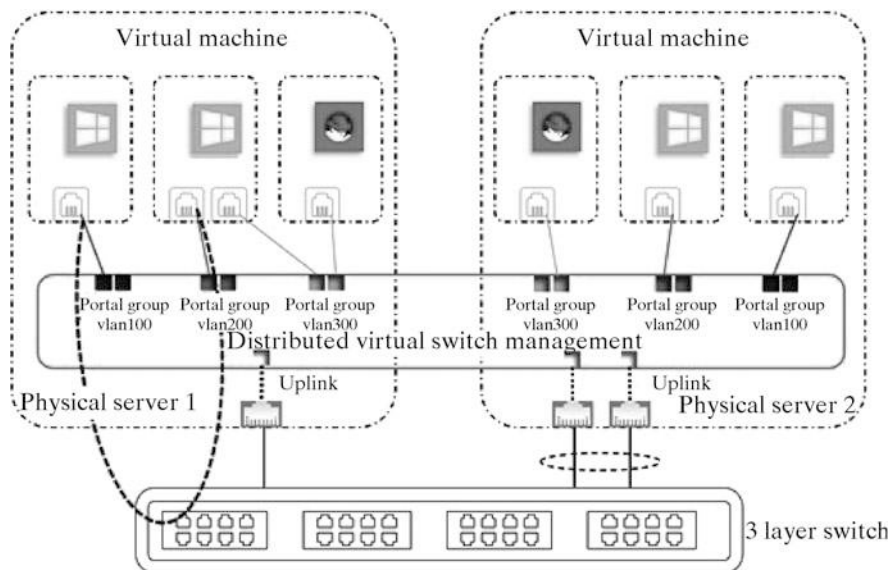 Virtual machine
Virtual machine
Portal group
vlan100
Portal group
vlan200
Portal group
vlan300
Portal group
vlan300
Portal group
vlan200
Portal group
vlan100
Distributed virtual switch management
Uplink
Uplink
Physical server 1
Physical server 2
3 layer switch